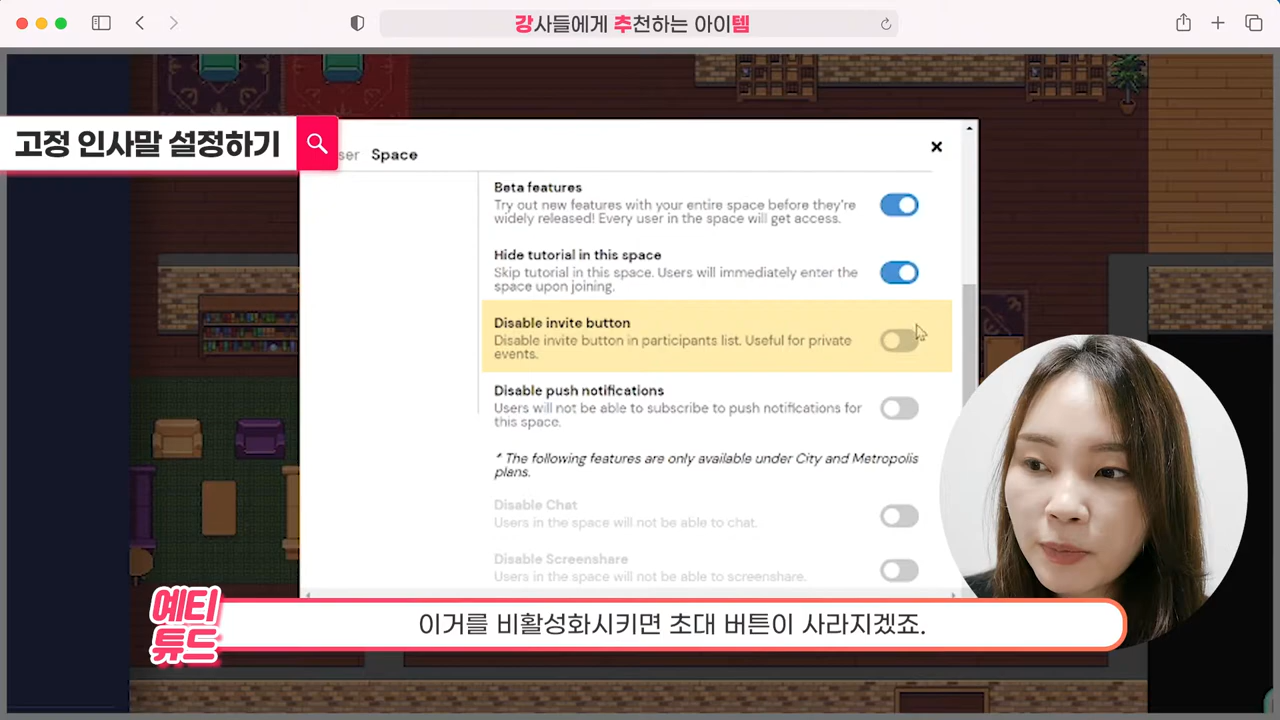 강사들에게 추천하는 아이템
고정 인사말 설정하기
ser Space
Beta features
Try out new features with your entire space before they're
widely released! Every user in the space will get access.
Hide tutorial in this space
Skip tutorial in this space. Users will immediately enter the
space upon joining.
Disable invite button
Disable invite button in participants list. Useful for private
events.
Disable push notifications
Users will not be able to subscribe to push notifications for
this space.
* The following features are only available under City and Metropolis
plans.
Disable Chat
Users in the space will not be able to chat.
Disable Screenshare
Users in the space will not be able to screenshare.
예티
튜드
이거를 비활성화시키면 초대 버튼이 사라지겠죠.